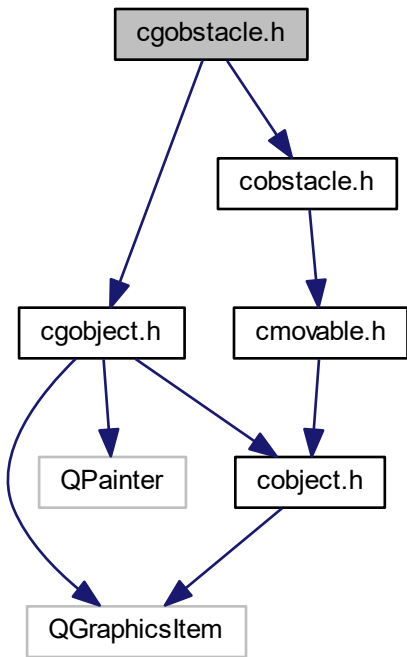 cgobstacle.h
cobstacle.h
cgobject.h
cmovable.h
QPainter
cobject.h
QGraphicsItem